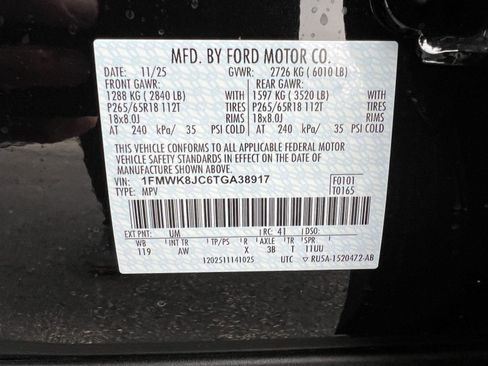 MFD. BY FORD MOTOR CO.
DATE: 11/25 GVWR: 2726 KG (6010 LB)
FRONT GAWR: REAR GAWR:
1288 KG (2840 LB) 1597 KG (3520 LB)
P265/65R18 112T TIRES P265/65R18 112T TIRES
18x8.0J RIMS 18x8.0J RIMS
AT 240 kPa/ 35 PSI COLD AT 240 kPa/ 35 PSI COLD
THIS VEHICLE CONFORMS TO ALL APPLICABLE FEDERAL MOTOR
VEHICLE SAFETY STANDARDS IN EFFECT ON THE DATE OF
MANUFACTURE SHOWN ABOVE.
VIN: 1FMWK8JC6TGA38917 F0101
TYPE: MPV T0165
EXT PNT: UM RC: 41 DSO:
WB INT TR TP/PS R AXLE TR SPR
119 AW X 3B T 11UU
1202511141025 UTC RU5A-1520472-AB